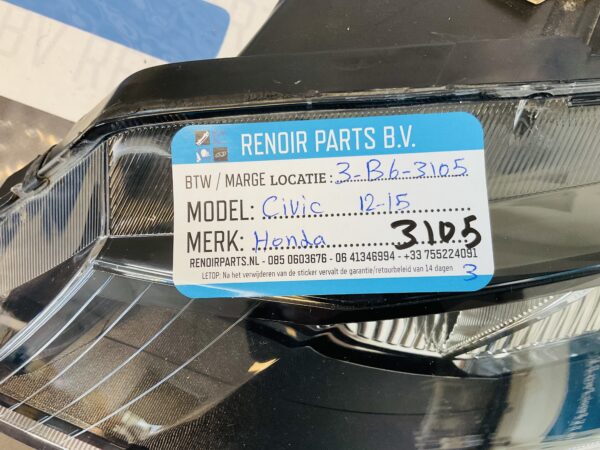 RENOIR PARTS B.V.
BTW / MARGE LOCATIE : 3-B6-3105
MODEL: Civic 12-15
MERK: Honda 3105
RENOIRPARTS.NL - 085 0603676 - 06 41346994 - +33 755224091
LETOP: Na het verwijderen van de sticker vervalt de garantie/retourbeleid van 14 dagen
3